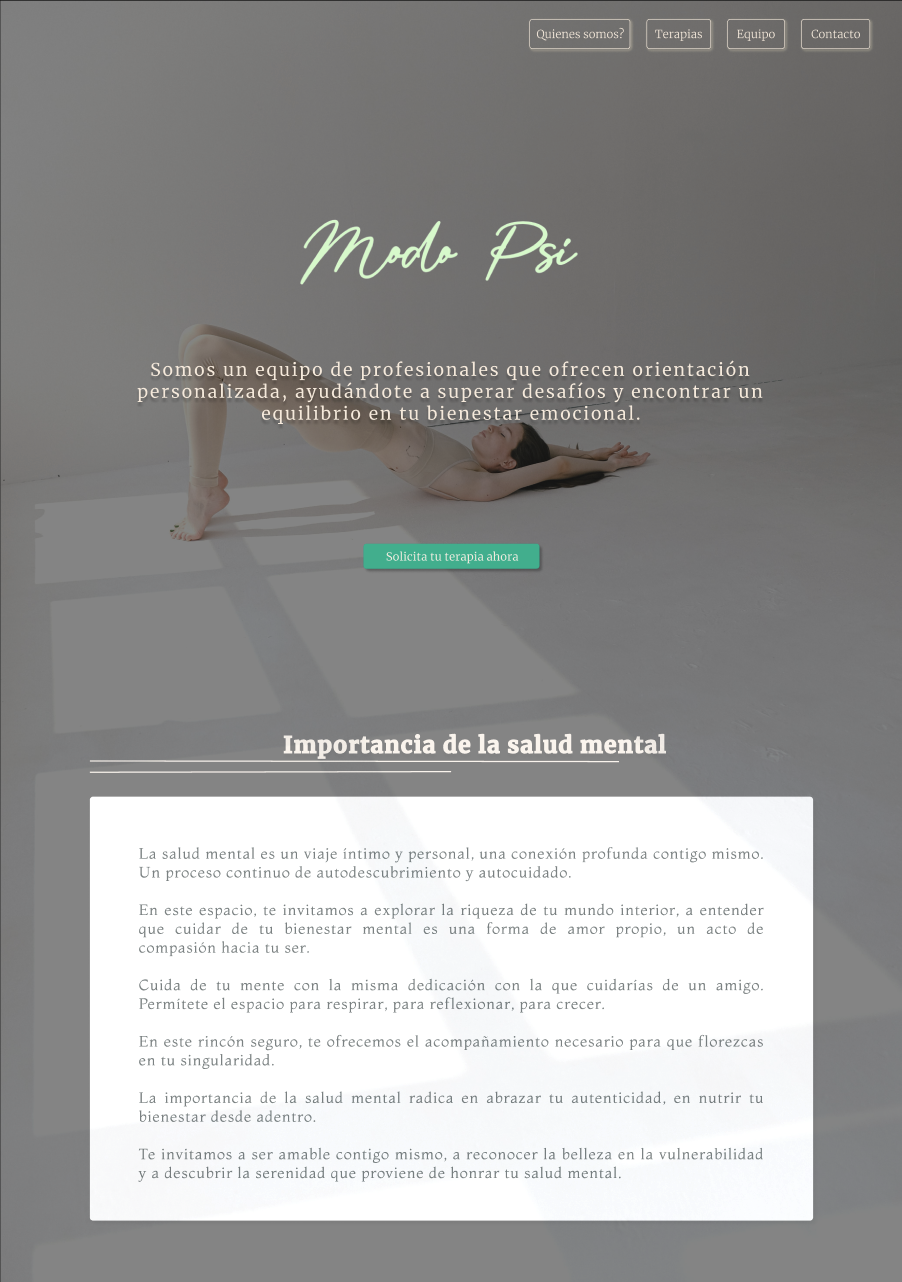 Quienes somos? Terapias Equipo Contacto
Modo Psi
Somos un equipo de profesionales que ofrecen orientación
personalizada, ayudándote a superar desafíos y encontrar un
equilibrio en tu bienestar emocional.
Solicita tu terapia ahora
Importancia de la salud mental
La salud mental es un viaje íntimo y personal, una conexión profunda contigo mismo.
Un proceso continuo de autodescubrimiento y autocuidado.
En este espacio, te invitamos a explorar la riqueza de tu mundo interior, a entender
que cuidar de tu bienestar mental es una forma de amor propio, un acto de
compasión hacia tu ser.
Cuida de tu mente con la misma dedicación con la que cuidarías de un amigo.
Permítete el espacio para respirar, para reflexionar, para crecer.
En este rincón seguro, te ofrecemos el acompañamiento necesario para que florezcas
en tu singularidad.
La importancia de la salud mental radica en abrazar tu autenticidad, en nutrir tu
bienestar desde adentro.
Te invitamos a ser amable contigo mismo, a reconocer la belleza en la vulnerabilidad
y a descubrir la serenidad que proviene de honrar tu salud mental.